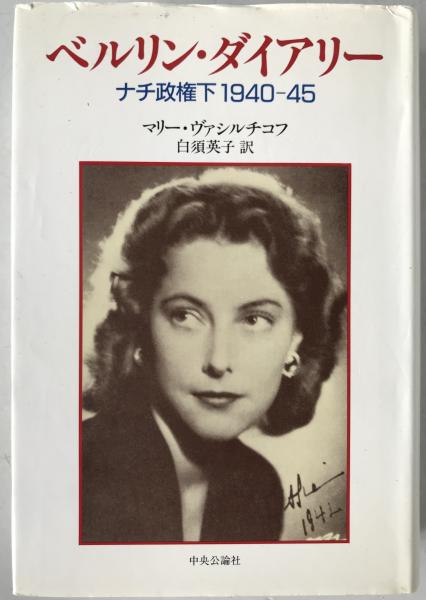 ベルリン・ダイアリー
ナチ政権下1940-45
マリー・ヴァシルチコフ
白須英子 訳
1942
中央公論社